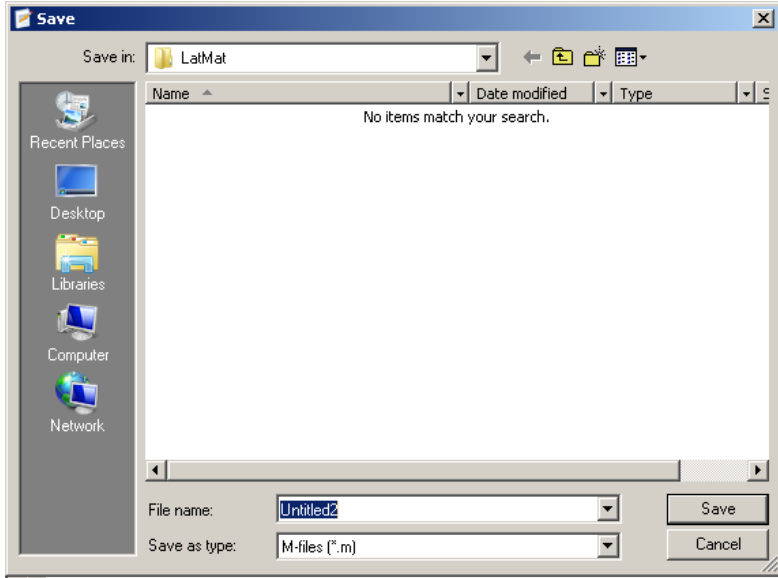 Save
Save in: LatMat
Name Date modified Type S
No items match your search.
Recent Places
Desktop
Libraries
Computer
Network
File name: Untitled2 Save
Save as type: M-files (*.m) Cancel